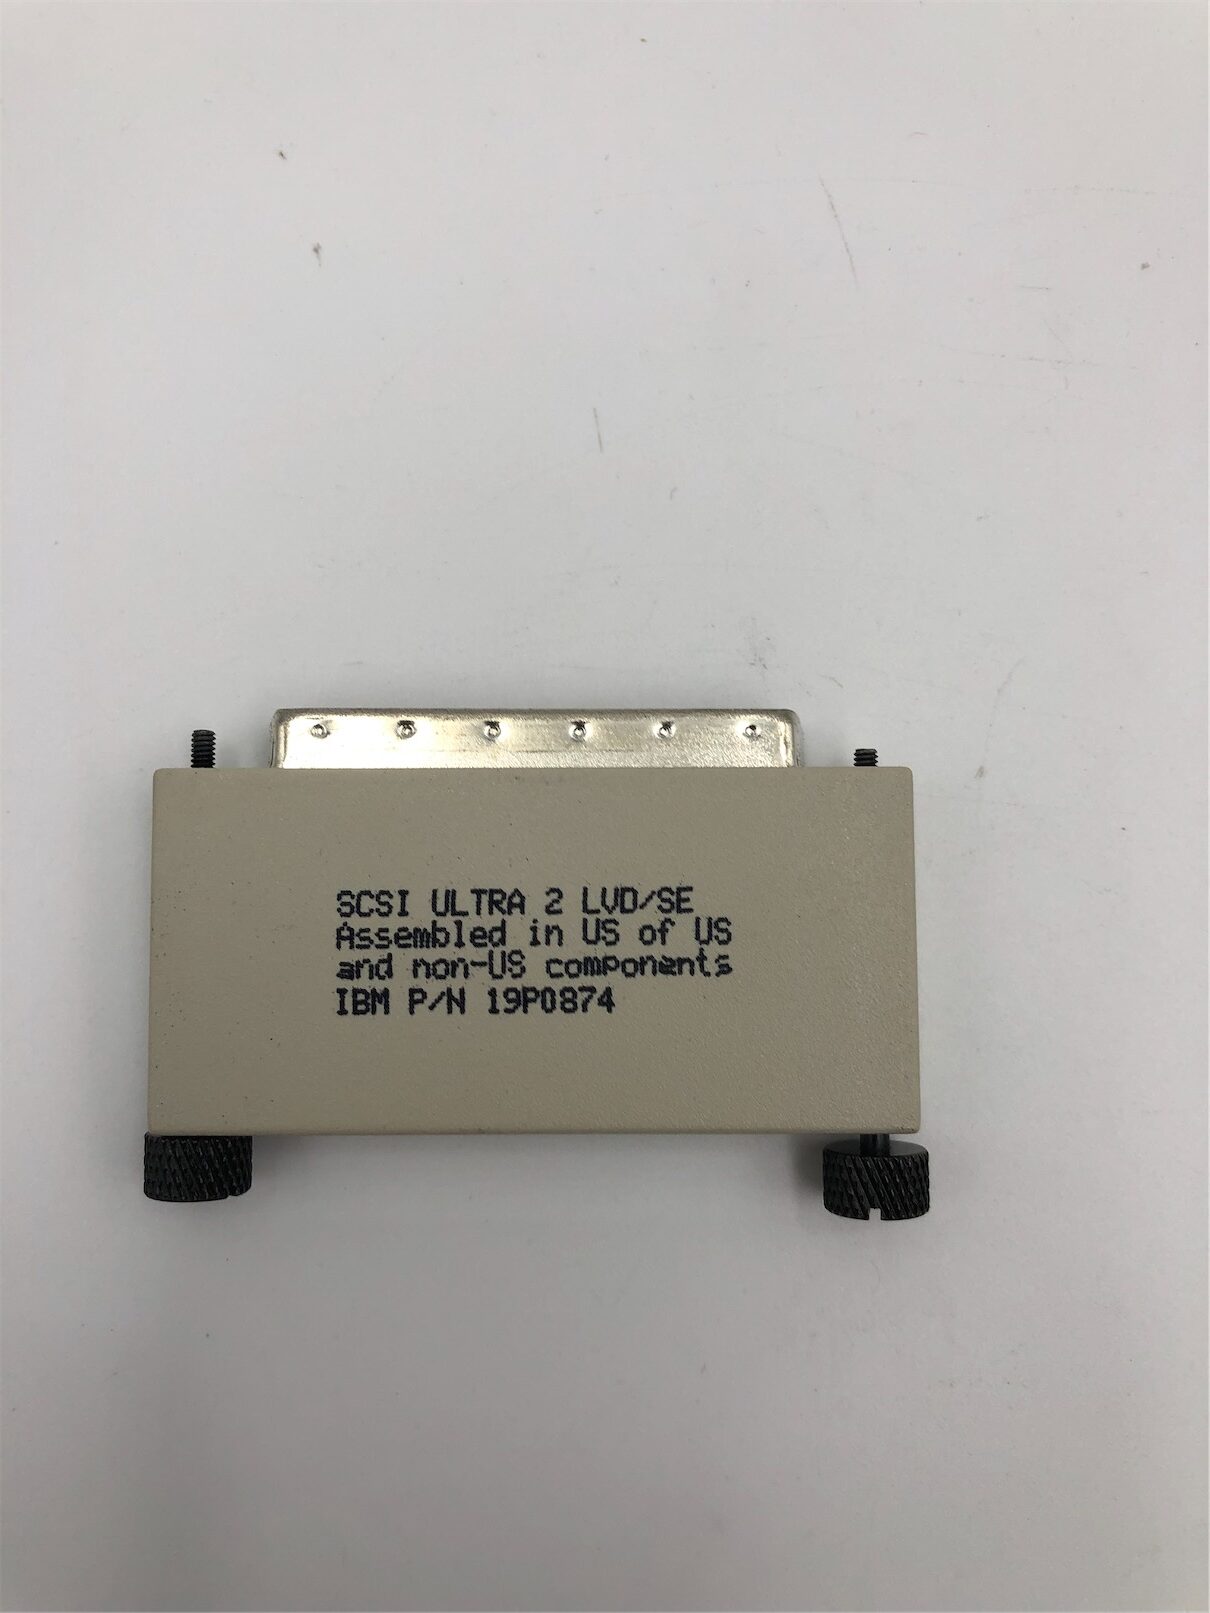 SCSI ULTRA 2 LVD/SE
Assembled in US of US
and non-US components
IBM P/N 19P0874